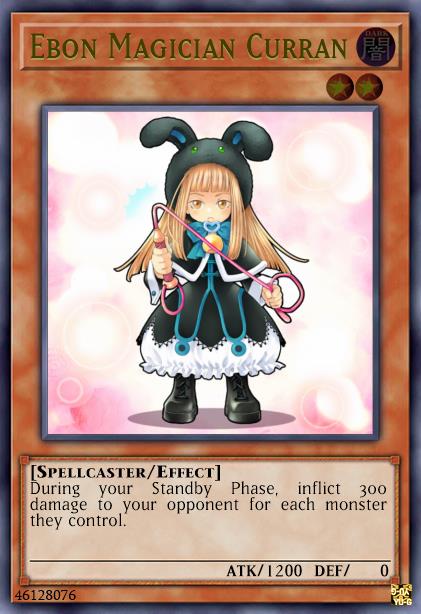 Ebon Magician Curran
DARK
闇
[Spellcaster/Effect]
During your Standby Phase, inflict 300
damage to your opponent for each monster
they control.
ATK/1200 DEF/ 0
46128076